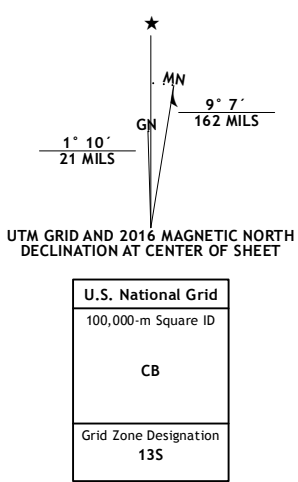 MN
GN
9° 7´
162 MILS
1° 10´
21 MILS
UTM GRID AND 2016 MAGNETIC NORTH
DECLINATION AT CENTER OF SHEET
U.S. National Grid
100,000-m Square ID
CB
Grid Zone Designation
13S